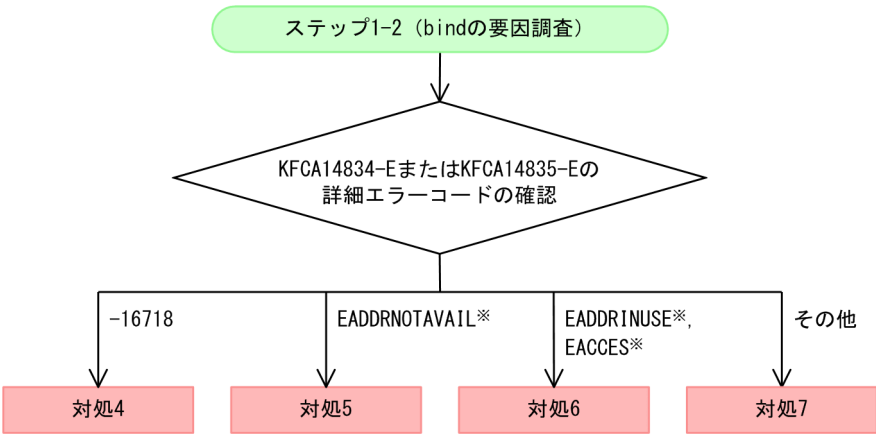 ステップ1-2（bindの要因調査）
KFCA14834-EまたはKFCA14835-Eの
詳細エラーコードの確認
-16718
EADDRNOTAVAIL※
EADDRINUSE※,
EACCES※
その他
対処4
対処5
対処6
対処7